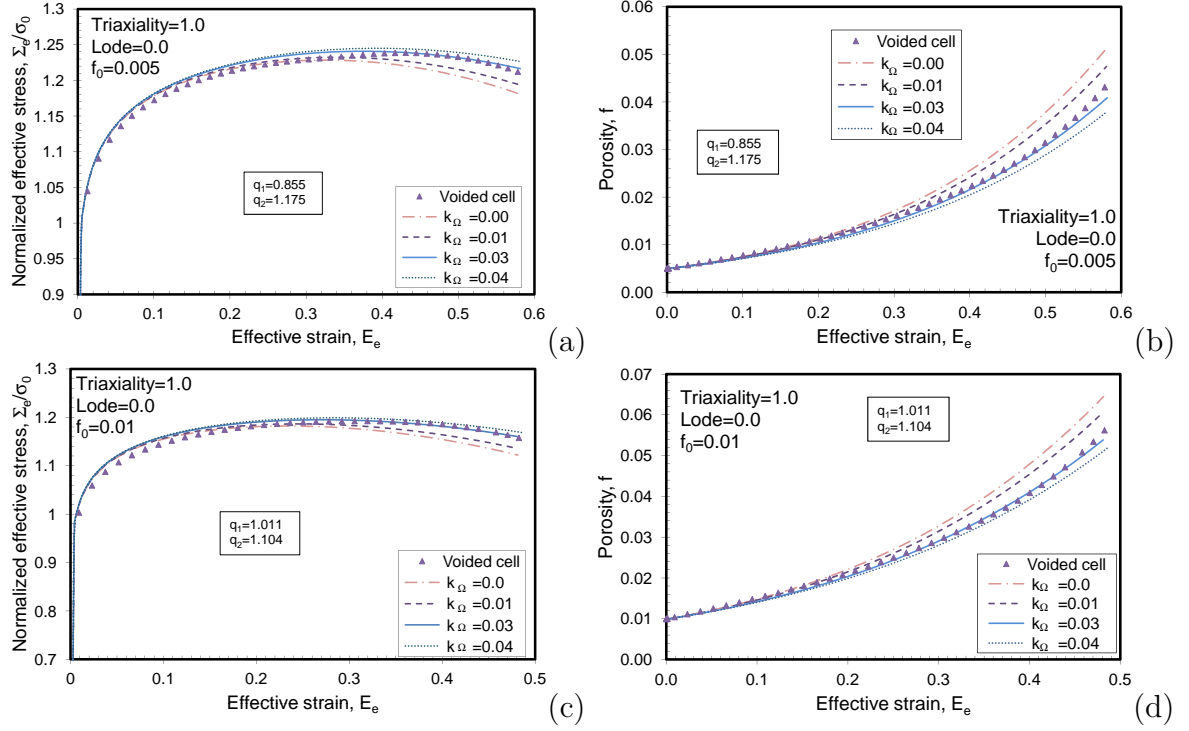 Normalized effective stress, Σe/σ0
1.3
1.25
1.2
1.15
1.1
1.05
1
0.95
0.9
Triaxiality=1.0
Lode=0.0
f0=0.005
q1=0.855
q2=1.175
Voided cell
kΩ =0.00
kΩ =0.01
kΩ =0.03
kΩ =0.04
0 0.1 0.2 0.3 0.4 0.5 0.6
Effective strain, Ee
(a)
Porosity, f
0.06
0.05
0.04
0.03
0.02
0.01
0.00
Voided cell
kΩ =0.00
kΩ =0.01
kΩ =0.03
kΩ =0.04
q1=0.855
q2=1.175
Triaxiality=1.0
Lode=0.0
f0=0.005
0.0 0.1 0.2 0.3 0.4 0.5 0.6
Effective strain, Ee
(b)
Normalized effective stress, Σe/σ0
1.3
1.2
1.1
1
0.9
0.8
0.7
Triaxiality=1.0
Lode=0.0
f0=0.01
q1=1.011
q2=1.104
Voided cell
kΩ =0.0
kΩ =0.01
kΩ =0.03
kΩ =0.04
0 0.1 0.2 0.3 0.4 0.5
Effective strain, Ee
(c)
Porosity, f
0.07
0.06
0.05
0.04
0.03
0.02
0.01
0.00
Triaxiality=1.0
Lode=0.0
f0=0.01
q1=1.011
q2=1.104
Voided cell
kΩ =0.0
kΩ =0.01
kΩ =0.03
kΩ =0.04
0.0 0.1 0.2 0.3 0.4 0.5
Effective strain, Ee
(d)